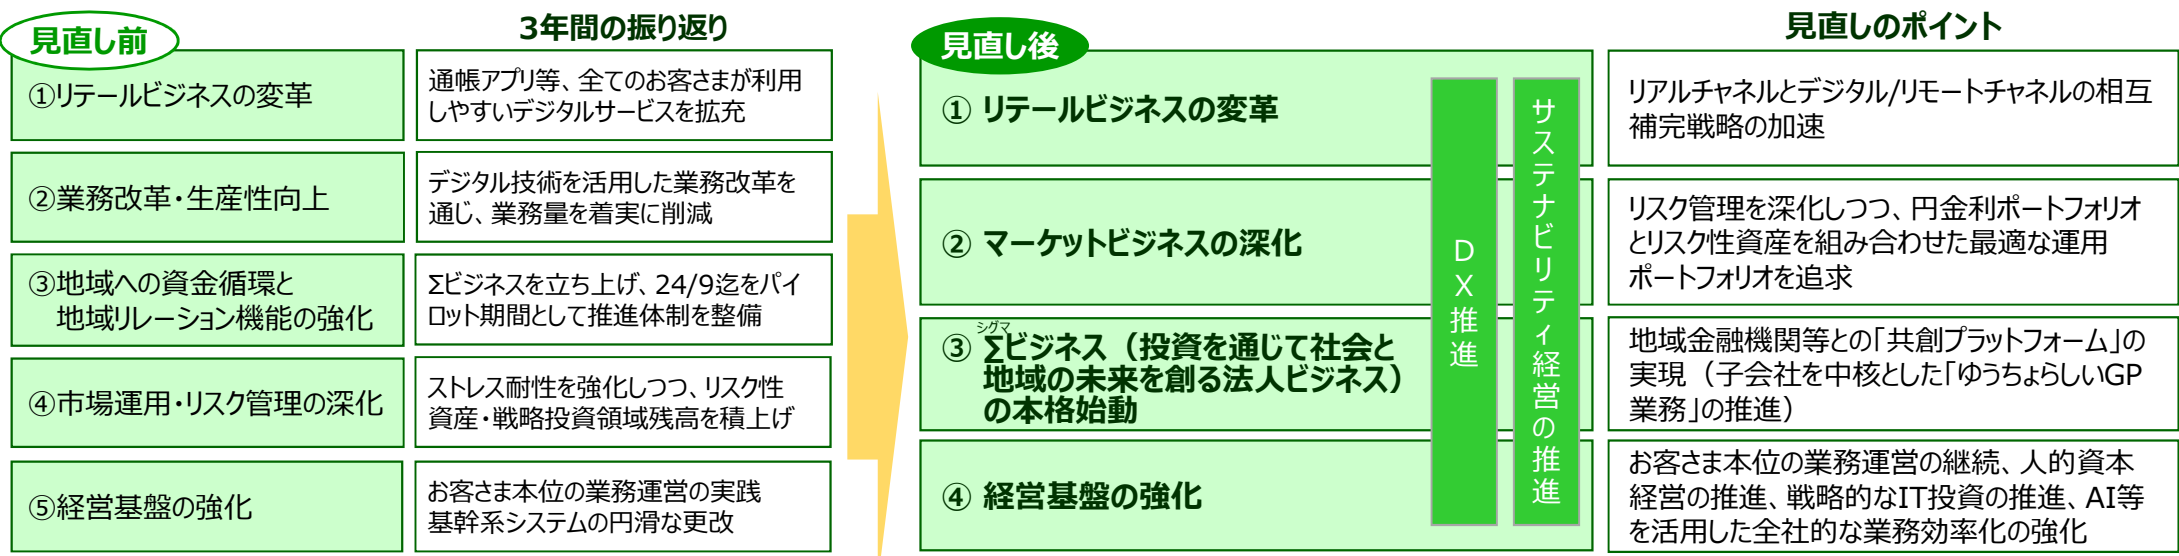 見直し前
3年間の振り返り
①リテールビジネスの変革
通帳アプリ等、全てのお客さまが利用
しやすいデジタルサービスを拡充
②業務改革・生産性向上
デジタル技術を活用した業務改革を
通じ、業務量を着実に削減
③地域への資金循環と
地域リレーション機能の強化
Σビジネスを立ち上げ、24/9迄をパイ
ロット期間として推進体制を整備
④市場運用・リスク管理の深化
ストレス耐性を強化しつつ、リスク性
資産・戦略投資領域残高を積上げ
⑤経営基盤の強化
お客さま本位の業務運営の実践
基幹系システムの円滑な更改
見直し後
見直しのポイント
① リテールビジネスの変革
リアルチャネルとデジタル/リモートチャネルの相互
補完戦略の加速
② マーケットビジネスの深化
リスク管理を深化しつつ、円金利ポートフォリオ
とリスク性資産を組み合わせた最適な運用
ポートフォリオを追求
シグマ
③ Σビジネス（投資を通じて社会と
地域の未来を創る法人ビジネス）
の本格始動
地域金融機関等との「共創プラットフォーム」の
実現（子会社を中核とした「ゆうちょらしいGP
業務」の推進）
④ 経営基盤の強化
お客さま本位の業務運営の継続、人的資本
経営の推進、戦略的なIT投資の推進、AI等
を活用した全社的な業務効率化の強化
DX推進
サステナビリティ経営の推進